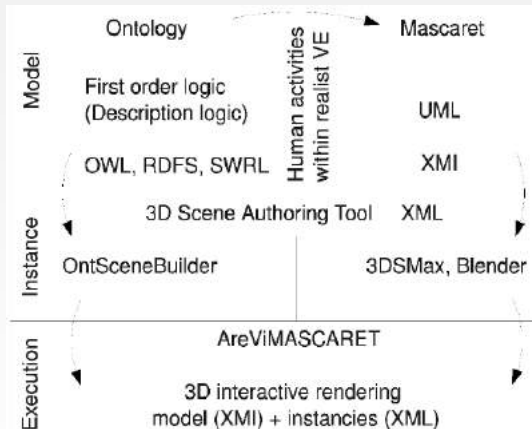 Ontology
Mascaret
Model
First order logic
(Description logic)
Human activities
within realist VE
UML
OWL, RDFS, SWRL
XMI
3D Scene Authoring Tool
XML
Instance
OntSceneBuilder
3DSMax, Blender
Execution
AreViMASCARET
3D interactive rendering
model (XMI) + instancies (XML)